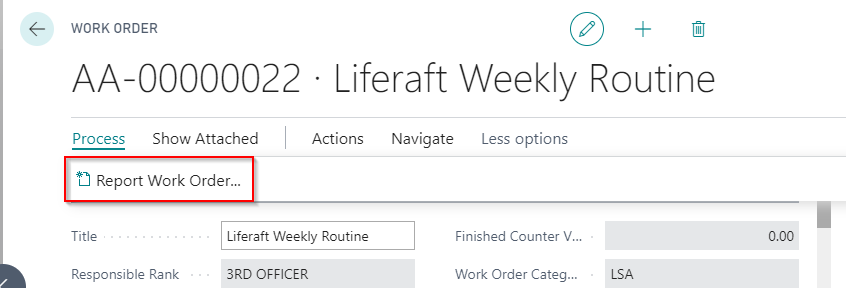 WORK ORDER
AA-00000022 · Liferaft Weekly Routine
Process Show Attached Actions Navigate Less options
Report Work Order...
Title Liferaft Weekly Routine Finished Counter V... 0.00
Responsible Rank 3RD OFFICER Work Order Categ... LSA